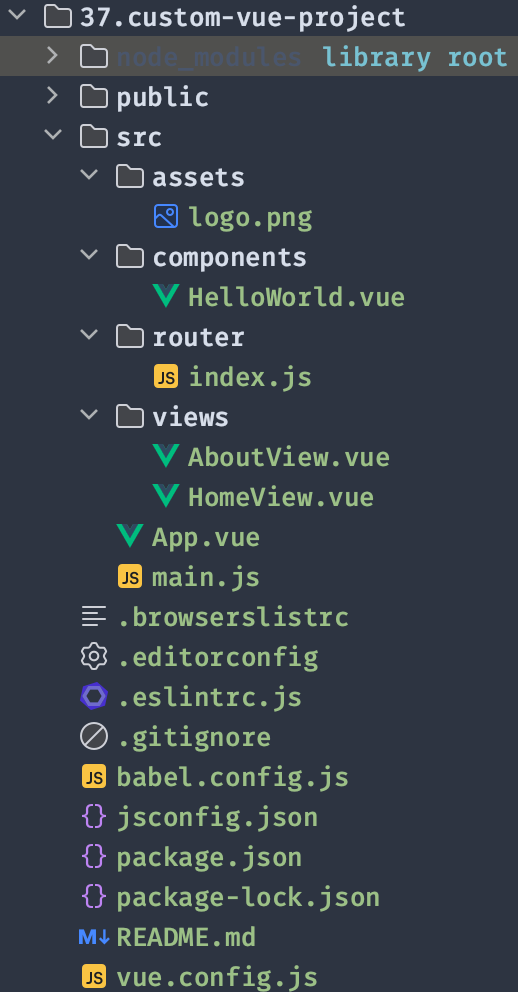 37.custom-vue-project
node_modules library root
public
src
assets
logo.png
components
HelloWorld.vue
router
JS index.js
views
AboutView.vue
HomeView.vue
App.vue
JS main.js
.browserslistrc
.editorconfig
.eslintrc.js
.gitignore
JS babel.config.js
{} jsconfig.json
{} package.json
{} package-lock.json
M↓ README.md
JS vue.config.js